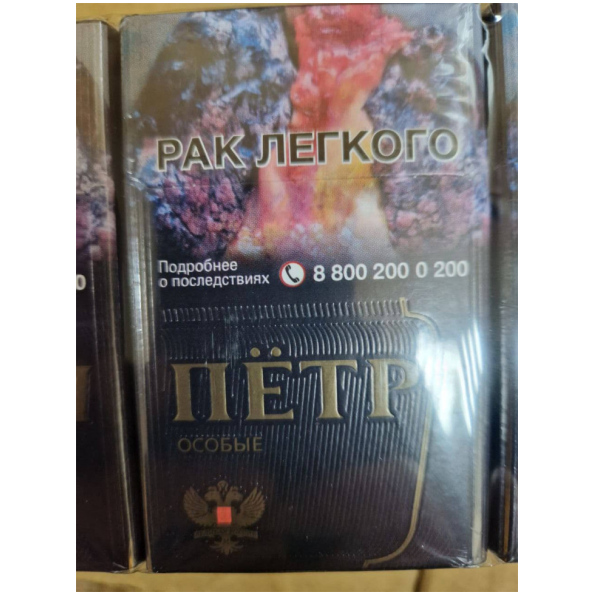 РАК ЛЕГКОГО
Подробнее
о последствиях
8 800 200 0 200
ПЁТР I
ОСОБЫЕ